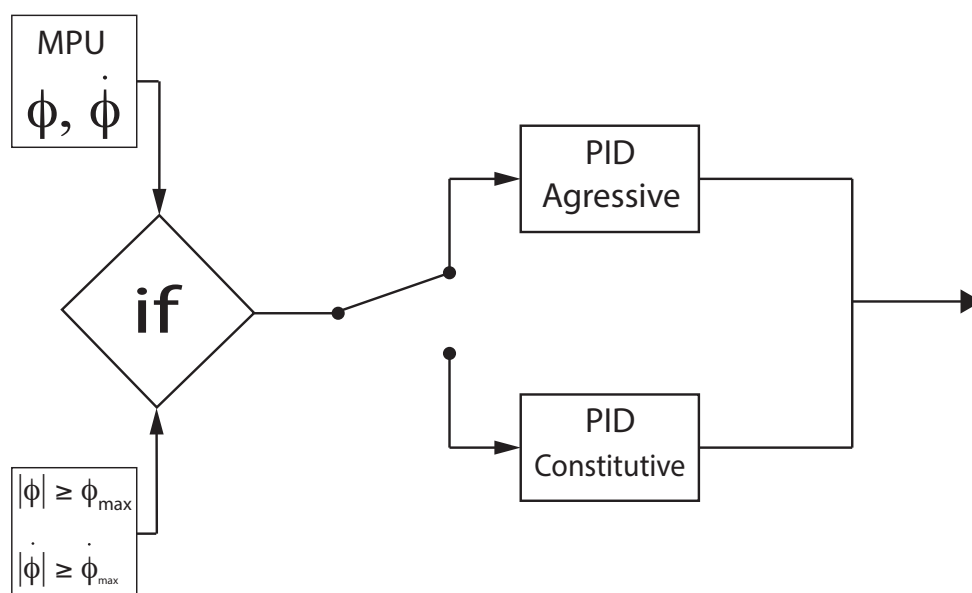 MPU
ϕ, ϕ̇
if
PID
Agressive
PID
Constitutive
|ϕ| ≥ ϕmax
|ϕ̇| ≥ ϕ̇max